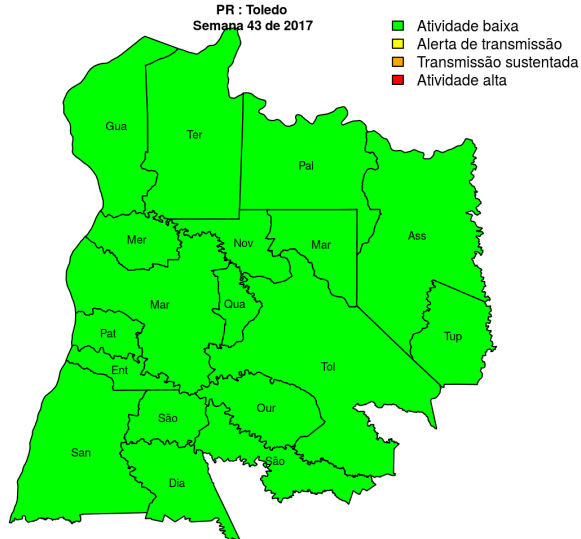 PR : Toledo
Semana 43 de 2017
Atividade baixa
Alerta de transmissão
Transmissão sustentada
Atividade alta
Gua
Ter
Pal
Mer
Nov
Mar
Ass
Mar
Qua
Pat
Tup
Ent
Tol
São
Our
San
São
Dia